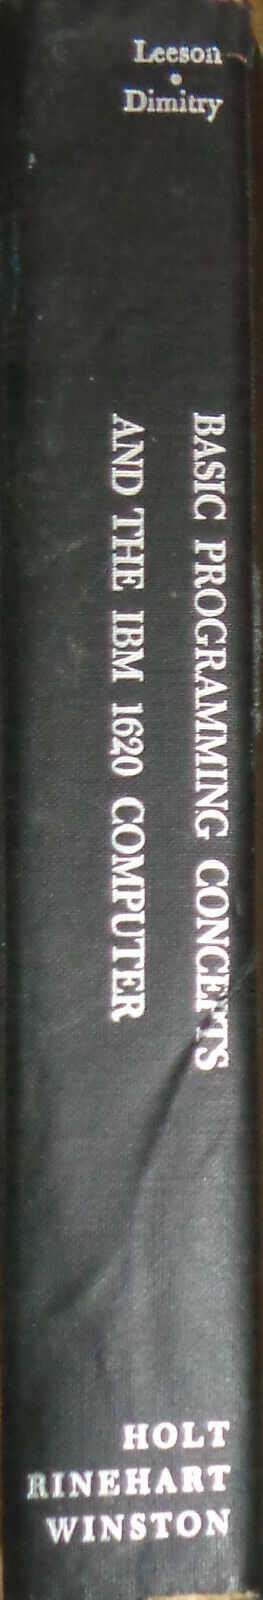 Leeson
•
Dimitry
BASIC PROGRAMMING CONCEPTS
AND THE IBM 1620 COMPUTER
HOLT
RINEHART
WINSTON